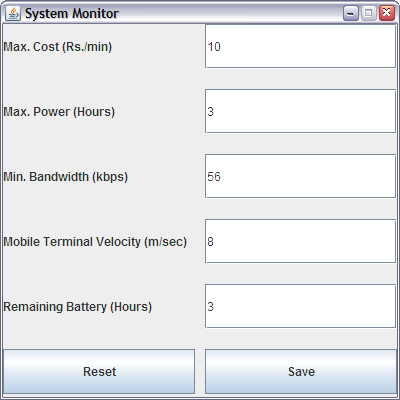 System Monitor
Max. Cost (Rs./min) 10
Max. Power (Hours) 3
Min. Bandwidth (kbps) 56
Mobile Terminal Velocity (m/sec) 8
Remaining Battery (Hours) 3
Reset Save